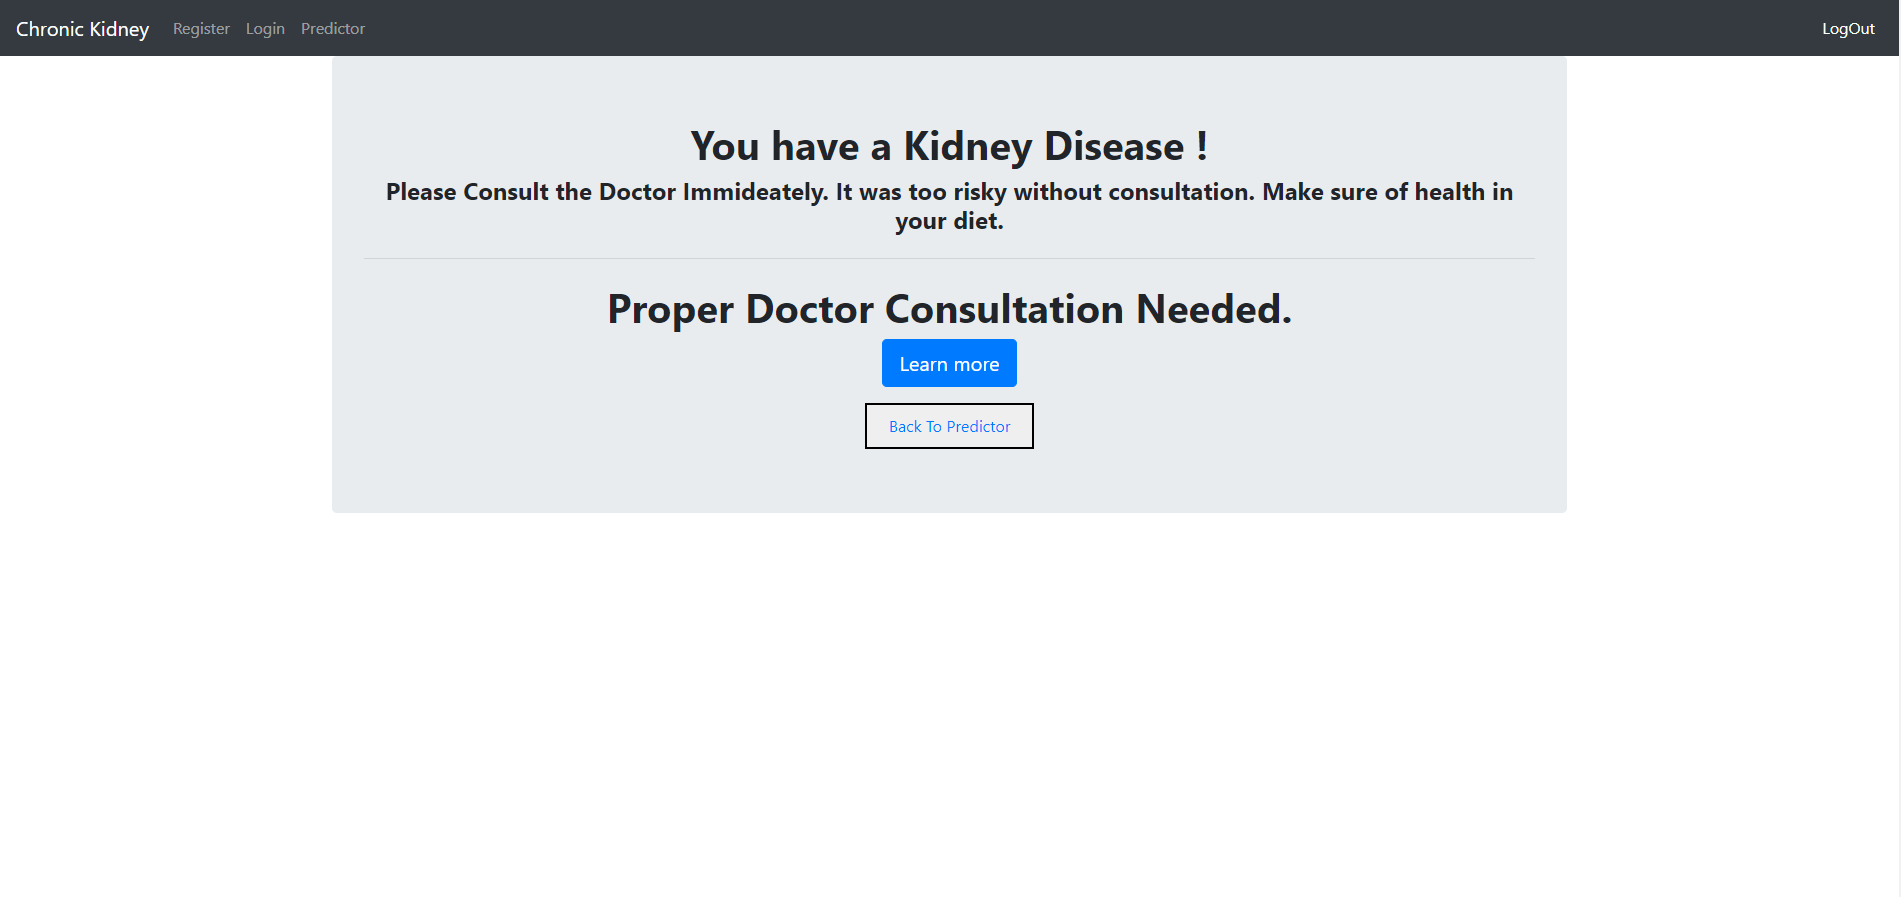 Chronic Kidney Register Login Predictor LogOut
You have a Kidney Disease !
Please Consult the Doctor Immideately. It was too risky without consultation. Make sure of health in
your diet.
Proper Doctor Consultation Needed.
Learn more
Back To Predictor